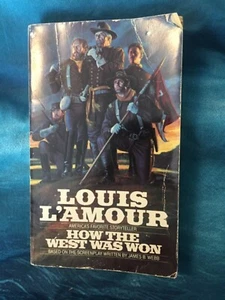 LOUIS
L'AMOUR
AMERICA'S FAVORITE STORYTELLER
HOW THE
WEST WAS WON
BASED ON THE SCREENPLAY WRITTEN BY JAMES R. WEBB